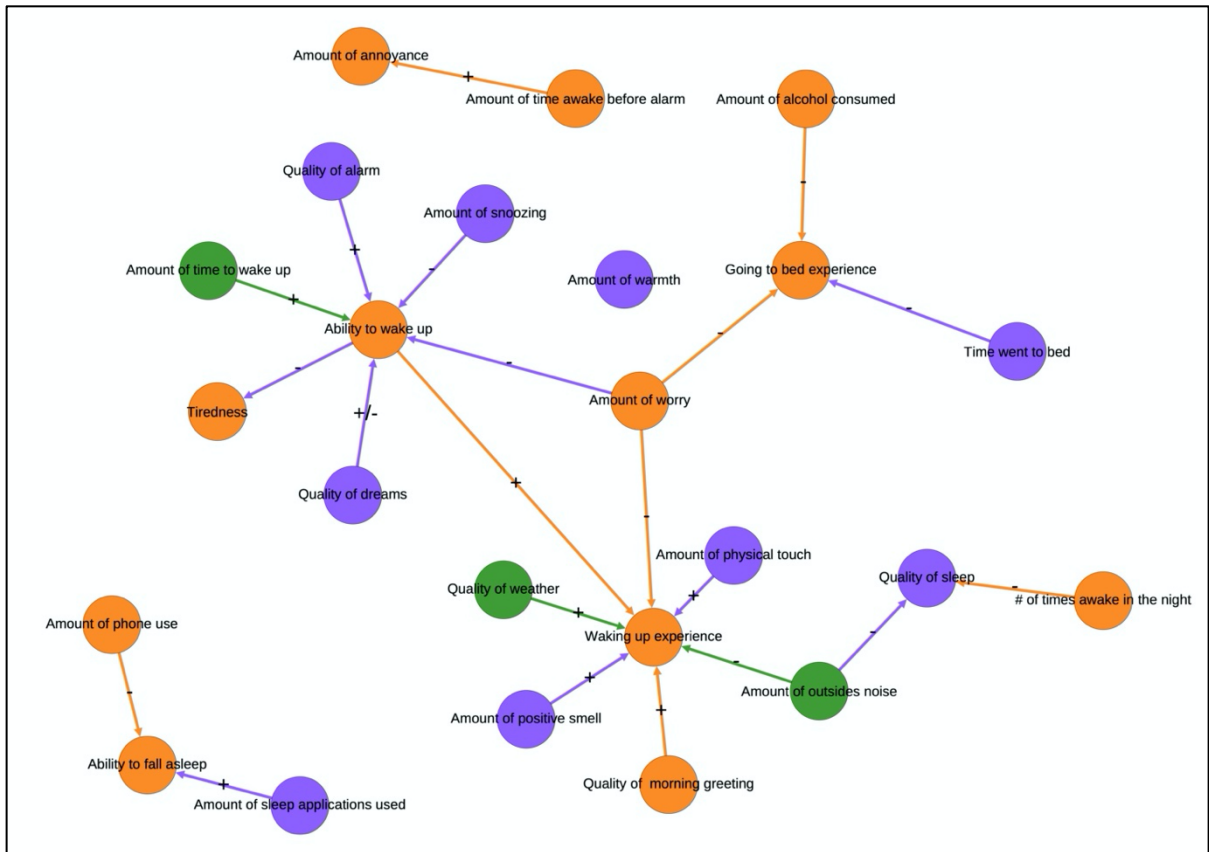 Amount of annoyance
+
Amount of time awake before alarm
Amount of alcohol consumed
-
Quality of alarm
Amount of snoozing
+
-
Amount of time to wake up
+
Amount of warmth
Going to bed experience
-
Time went to bed
Ability to wake up
-
-
-
Amount of worry
Tiredness
+/-
Quality of dreams
+
-
Amount of physical touch
+
Quality of weather
+
Quality of sleep
-
# of times awake in the night
Waking up experience
-
-
Amount of outsides noise
+
Amount of positive smell
+
Quality of  morning greeting
Amount of phone use
-
Ability to fall asleep
+
Amount of sleep applications used